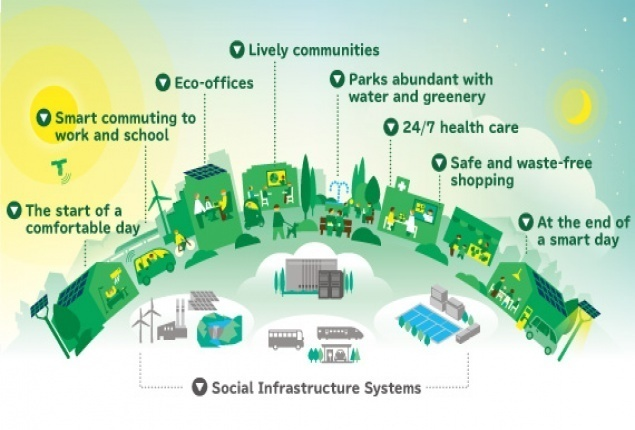 Lively communities
Eco-offices
Parks abundant with
water and greenery
Smart commuting to
work and school
24/7 health care
Safe and waste-free
shopping
The start of a
comfortable day
At the end of
a smart day
Social Infrastructure Systems